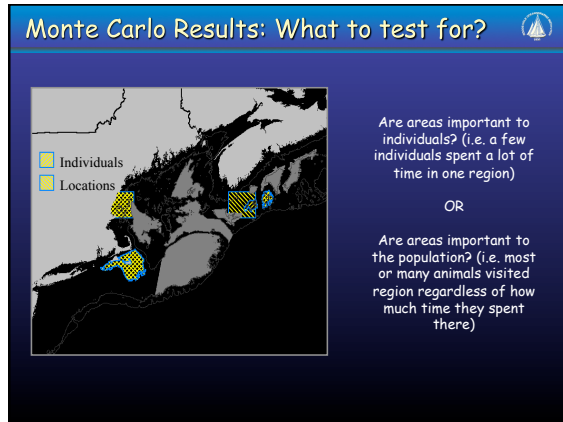 Monte Carlo Results: What to test for?
Individuals
Locations
Are areas important to
individuals? (i.e. a few
individuals spent a lot of
time in one region)
OR
Are areas important to
the population? (i.e. most
or many animals visited
region regardless of how
much time they spent
there)